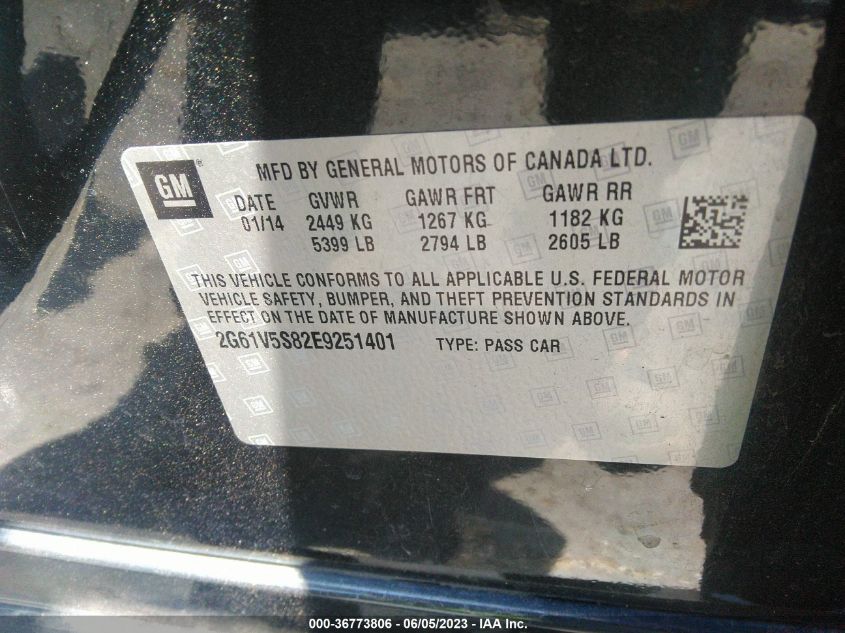 GM
MFD BY GENERAL MOTORS OF CANADA LTD.
DATE GVWR GAWR FRT GAWR RR
01/14 2449 KG 1267 KG 1182 KG
5399 LB 2794 LB 2605 LB
THIS VEHICLE CONFORMS TO ALL APPLICABLE U.S. FEDERAL MOTOR
VEHICLE SAFETY, BUMPER, AND THEFT PREVENTION STANDARDS IN
EFFECT ON THE DATE OF MANUFACTURE SHOWN ABOVE.
2G61V5S82E9251401 TYPE: PASS CAR
000-36773806 - 06/05/2023 - IAA Inc.